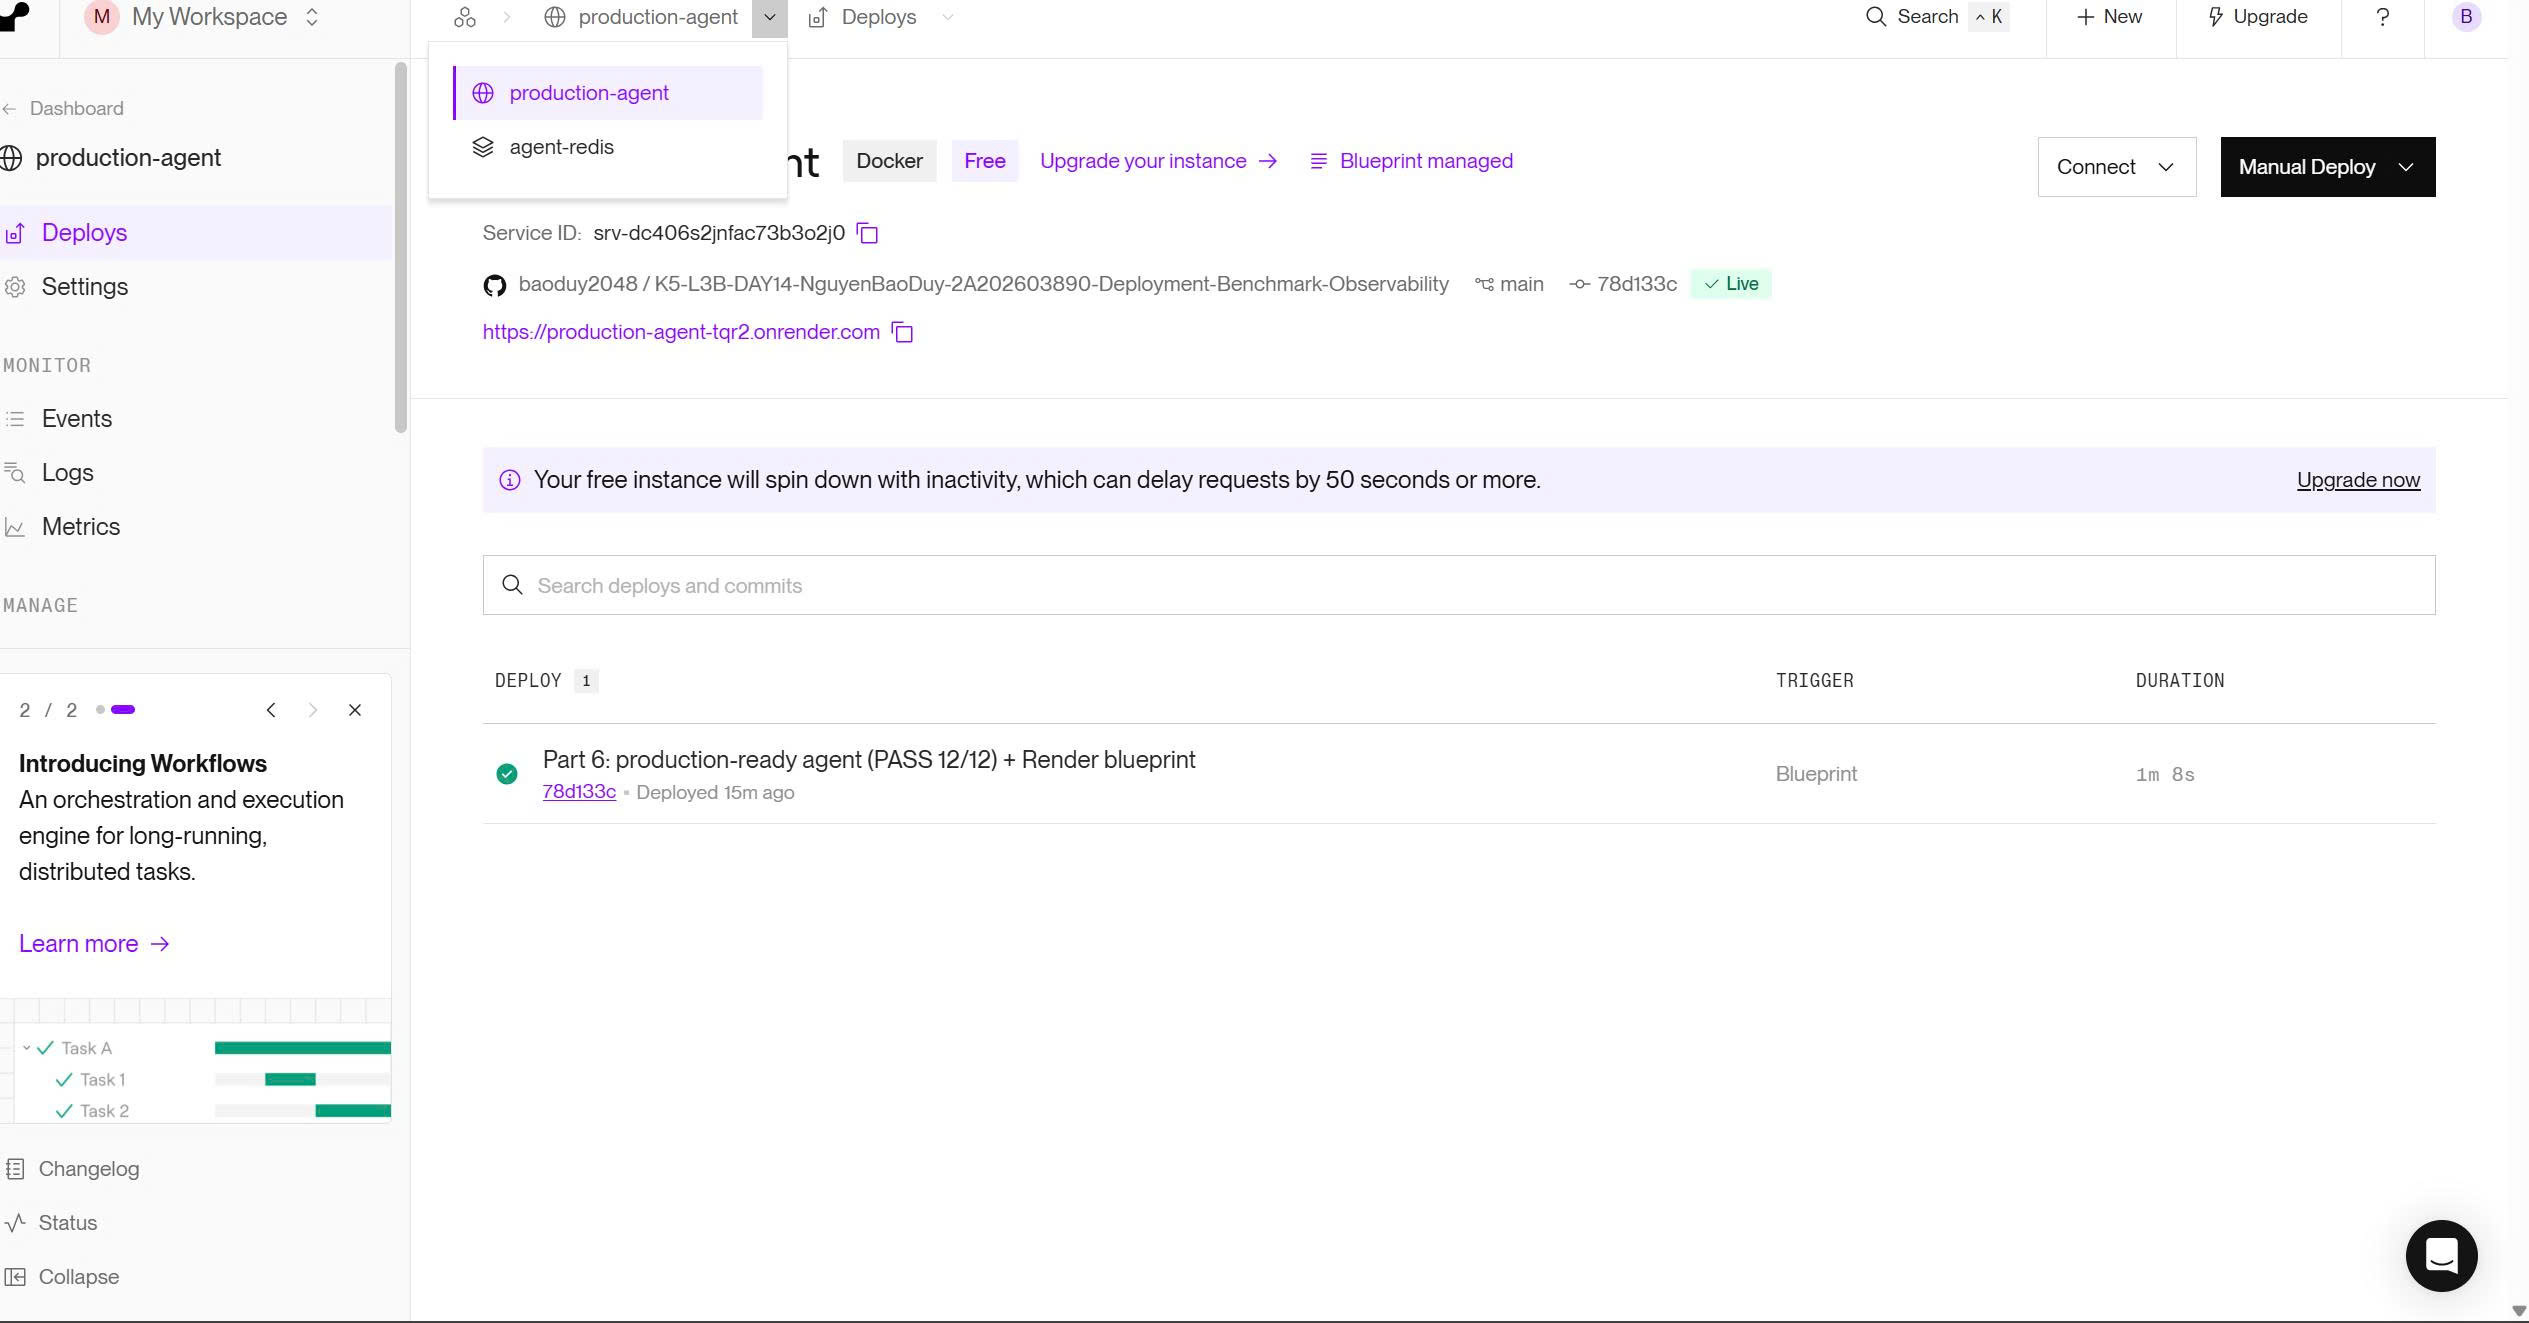 M My Workspace
production-agent
Deploys
Search ^ K
New
Upgrade
?
B
production-agent
agent-redis
Dashboard
production-agent
Deploys
Settings
MONITOR
Events
Logs
Metrics
MANAGE
2 / 2
Introducing Workflows
An orchestration and execution
engine for long-running,
distributed tasks.
Learn more →
Task A
Task 1
Task 2
Changelog
Status
Collapse
nt
Docker
Free
Upgrade your instance →
Blueprint managed
Connect
Manual Deploy
Service ID: srv-dc406s2jnfac73b3o2j0
baoduy2048 / K5-L3B-DAY14-NguyenBaoDuy-2A202603890-Deployment-Benchmark-Observability main 78d133c Live
https://production-agent-tqr2.onrender.com
Your free instance will spin down with inactivity, which can delay requests by 50 seconds or more.
Upgrade now
Search deploys and commits
DEPLOY 1 TRIGGER DURATION
Part 6: production-ready agent (PASS 12/12) + Render blueprint
78d133c • Deployed 15m ago
Blueprint
1m 8s